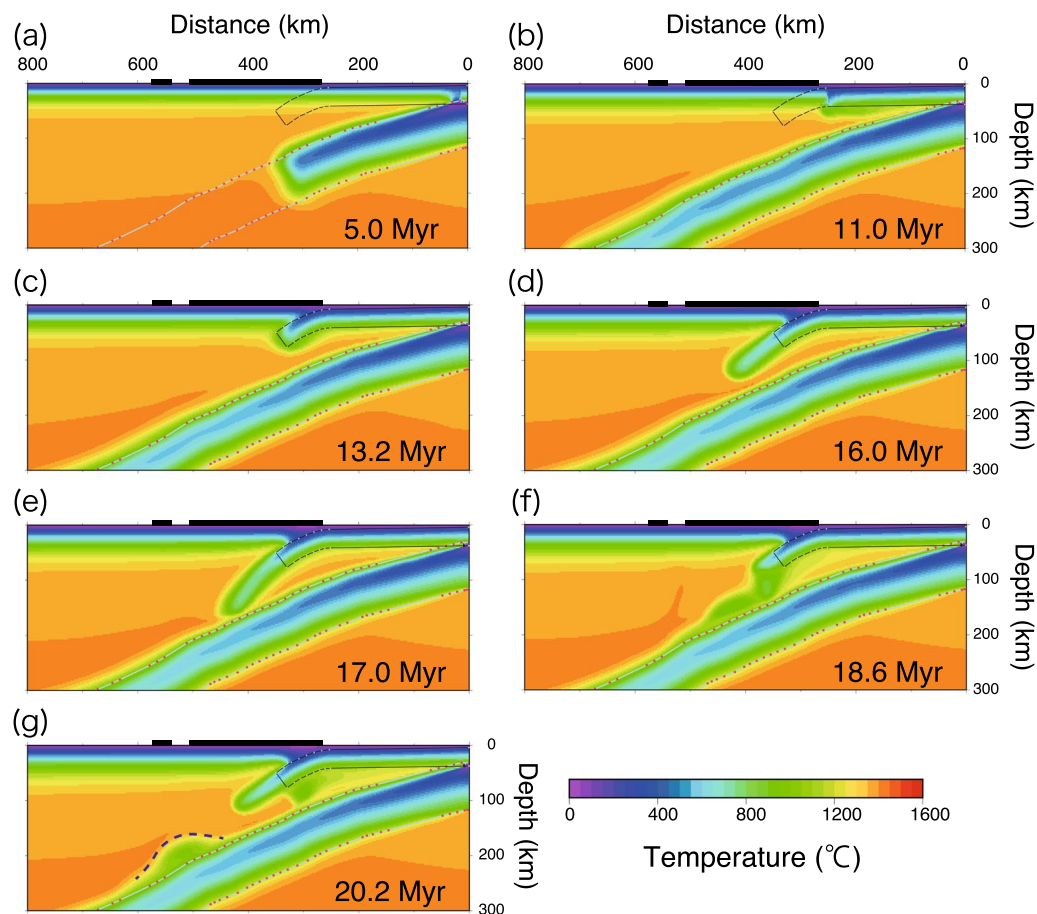 Distance (km)
Distance (km)
(a)
(b)
800 600 400 200 0
800 600 400 200 0
0
100
200
300
Depth (km)
5.0 Myr
11.0 Myr
(c)
(d)
0
100
200
300
Depth (km)
13.2 Myr
16.0 Myr
(e)
(f)
0
100
200
300
Depth (km)
17.0 Myr
18.6 Myr
(g)
0
100
200
300
Depth (km)
20.2 Myr
0 400 800 1200 1600
Temperature (℃)